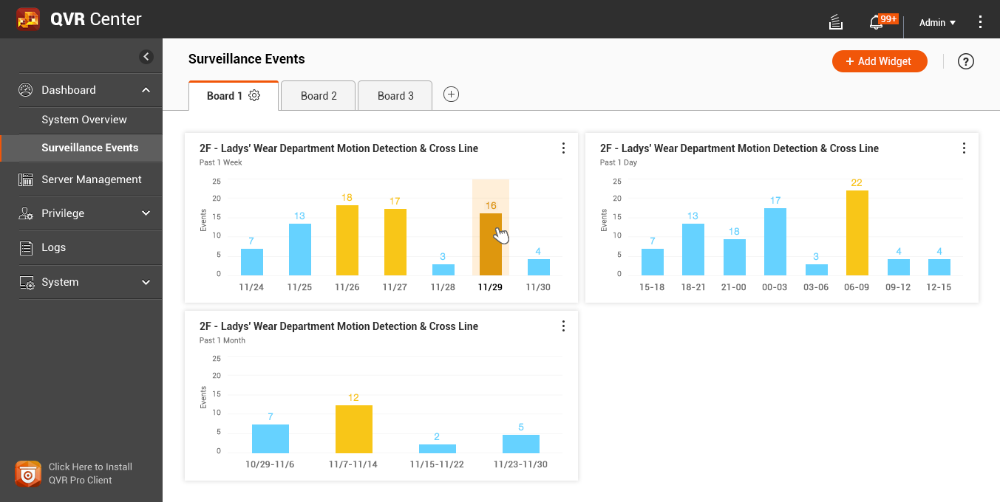 QVR Center
99+
Admin
Dashboard
System Overview
Surveillance Events
Server Management
Privilege
Logs
System
Click Here to Install
QVR Pro Client
Surveillance Events
+ Add Widget
?
Board 1
Board 2
Board 3
2F - Ladys' Wear Department Motion Detection & Cross Line
Past 1 Week
Events
25
20
15
10
5
0
7
13
18
17
3
16
4
11/24
11/25
11/26
11/27
11/28
11/29
11/30
2F - Ladys' Wear Department Motion Detection & Cross Line
Past 1 Day
Events
25
20
15
10
5
0
7
13
18
17
3
22
4
4
15-18
18-21
21-00
00-03
03-06
06-09
09-12
12-15
2F - Ladys' Wear Department Motion Detection & Cross Line
Past 1 Month
Events
25
20
15
10
5
0
7
12
2
5
10/29-11/6
11/7-11/14
11/15-11/22
11/23-11/30